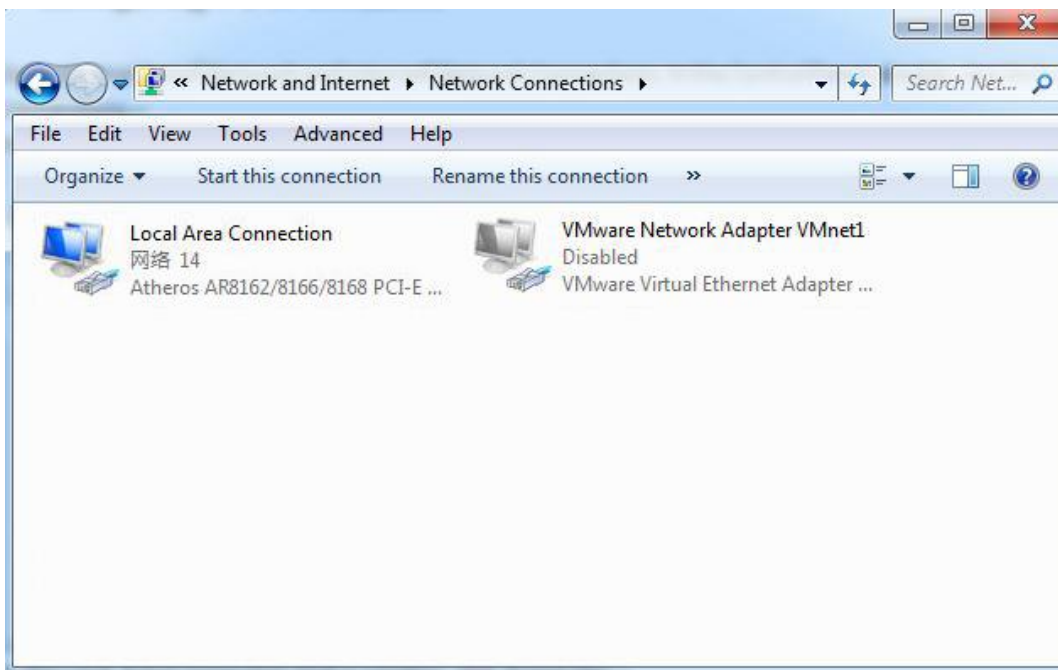 « Network and Internet ▸ Network Connections ▸ Search Net...
File Edit View Tools Advanced Help
Organize Start this connection Rename this connection »
Local Area Connection
网络 14
Atheros AR8162/8166/8168 PCI-E ...
VMware Network Adapter VMnet1
Disabled
VMware Virtual Ethernet Adapter ...